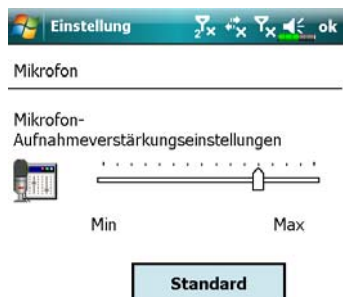 Einstellung ok
Mikrofon
Mikrofon-
Aufnahmeverstärkungseinstellungen
Min Max
Standard